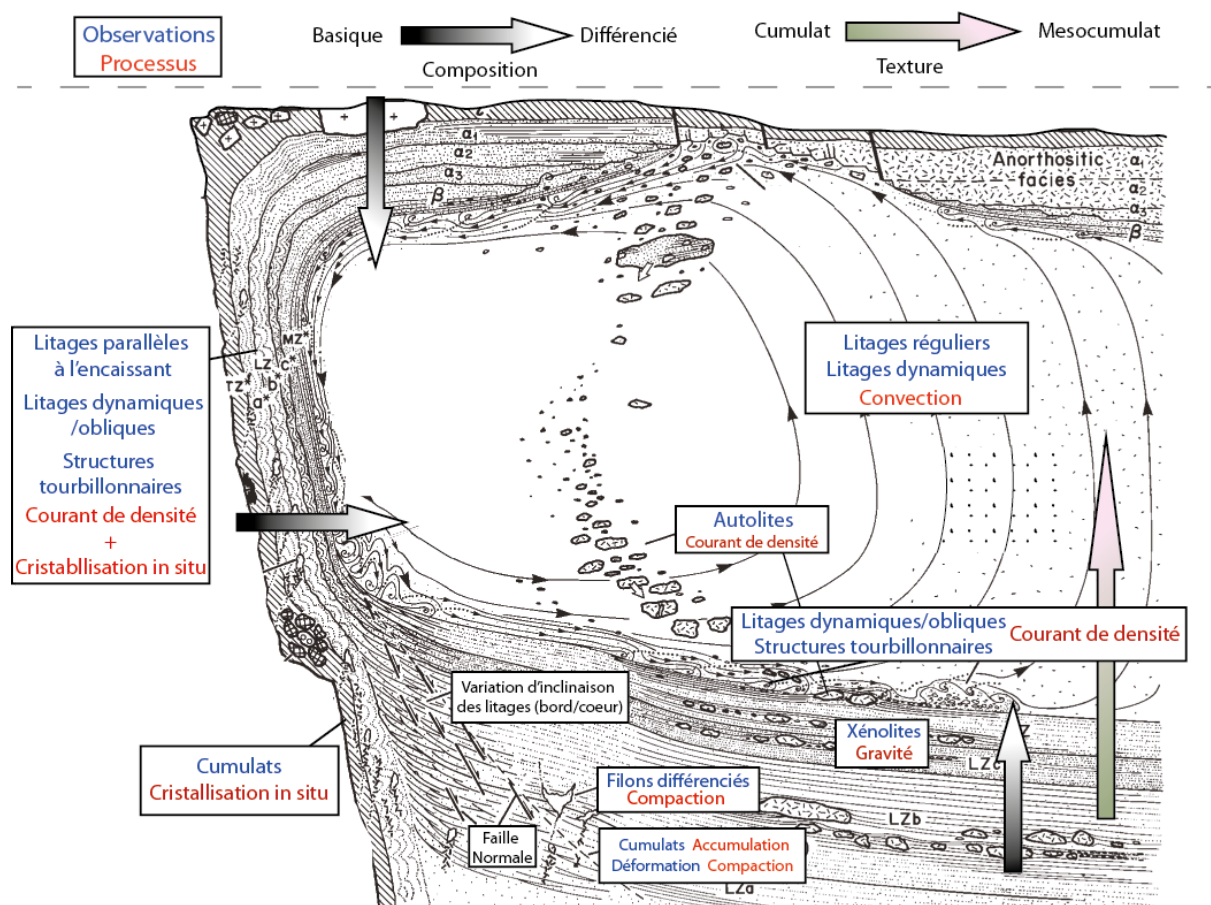 Observations
Processus
Basique
Différencié
Composition
Cumulat
Mesocumulat
Texture
α1
α2
α3
β
Anorthositic
facies
α1
α2
α3
β
Litages parallèles
à l'encaissant
Litages dynamiques
/obliques
Structures
tourbillonnaires
Courant de densité
+
Cristabllisation in situ
MZ*
LZ
c*
TZ*
b*
a*
Litages réguliers
Litages dynamiques
Convection
Autolites
Courant de densité
Litages dynamiques/obliques
Structures tourbillonnaires
Courant de densité
Variation d'inclinaison
des litages (bord/coeur)
Xénolites
Gravité
LZc
Cumulats
Cristallisation in situ
Filons différenciés
Compaction
LZb
Faille
Normale
Cumulats Accumulation
Déformation Compaction
LZa